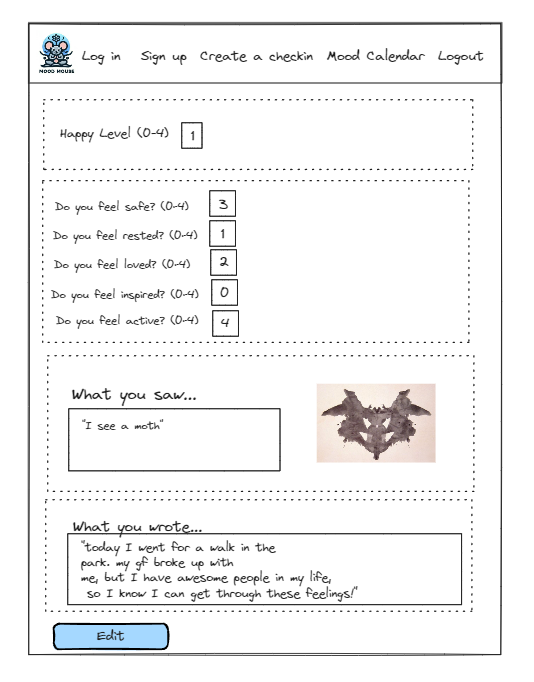 MOOD MOUSE
Log in Sign up Create a checkin Mood Calendar Logout
Happy Level (0-4) 1
Do you feel safe? (0-4) 3
Do you feel rested? (0-4) 1
Do you feel loved? (0-4) 2
Do you feel inspired? (0-4) 0
Do you feel active? (0-4) 4
What you saw...
"I see a moth"
What you wrote...
"today I went for a walk in the
park. my gf broke up with
me, but I have awesome people in my life,
so I know I can get through these feelings!"
Edit